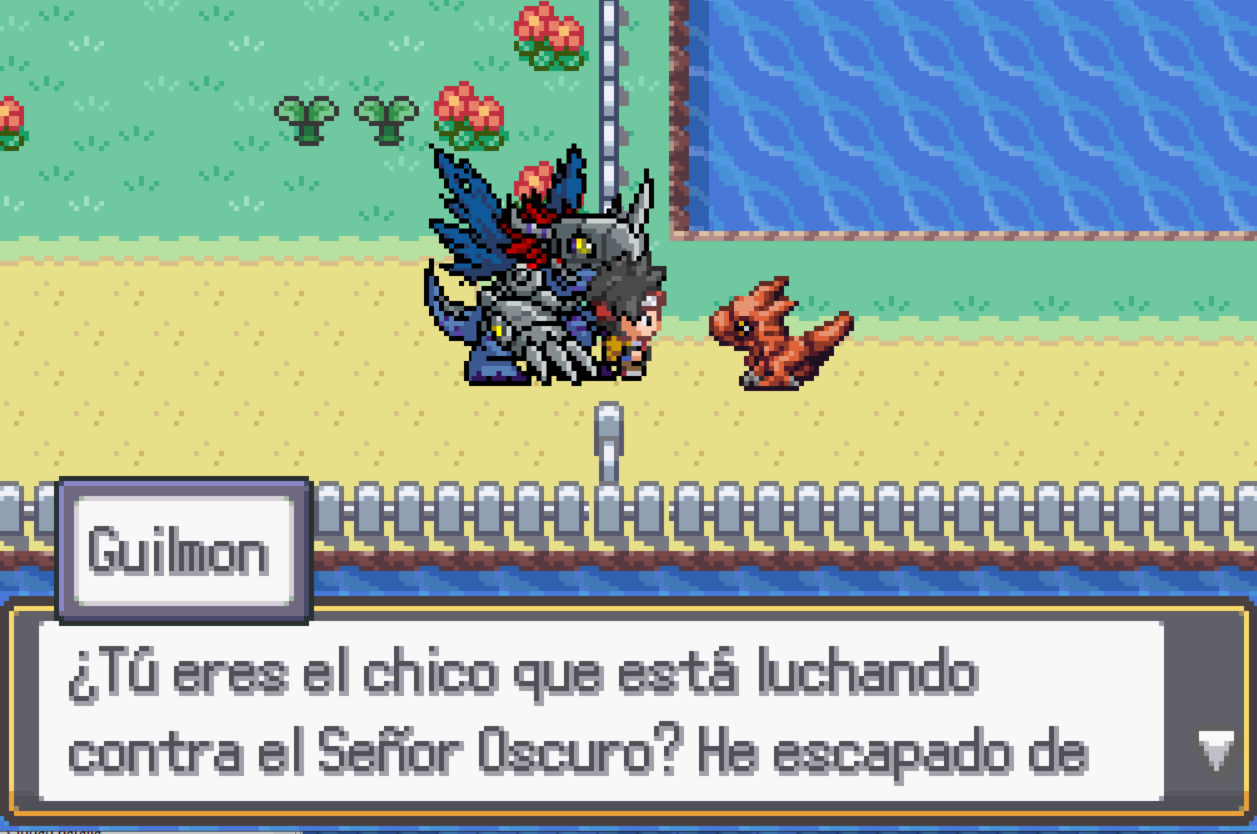 Guilmon
¿Tú eres el chico que está luchando
contra el Señor Oscuro? He escapado de